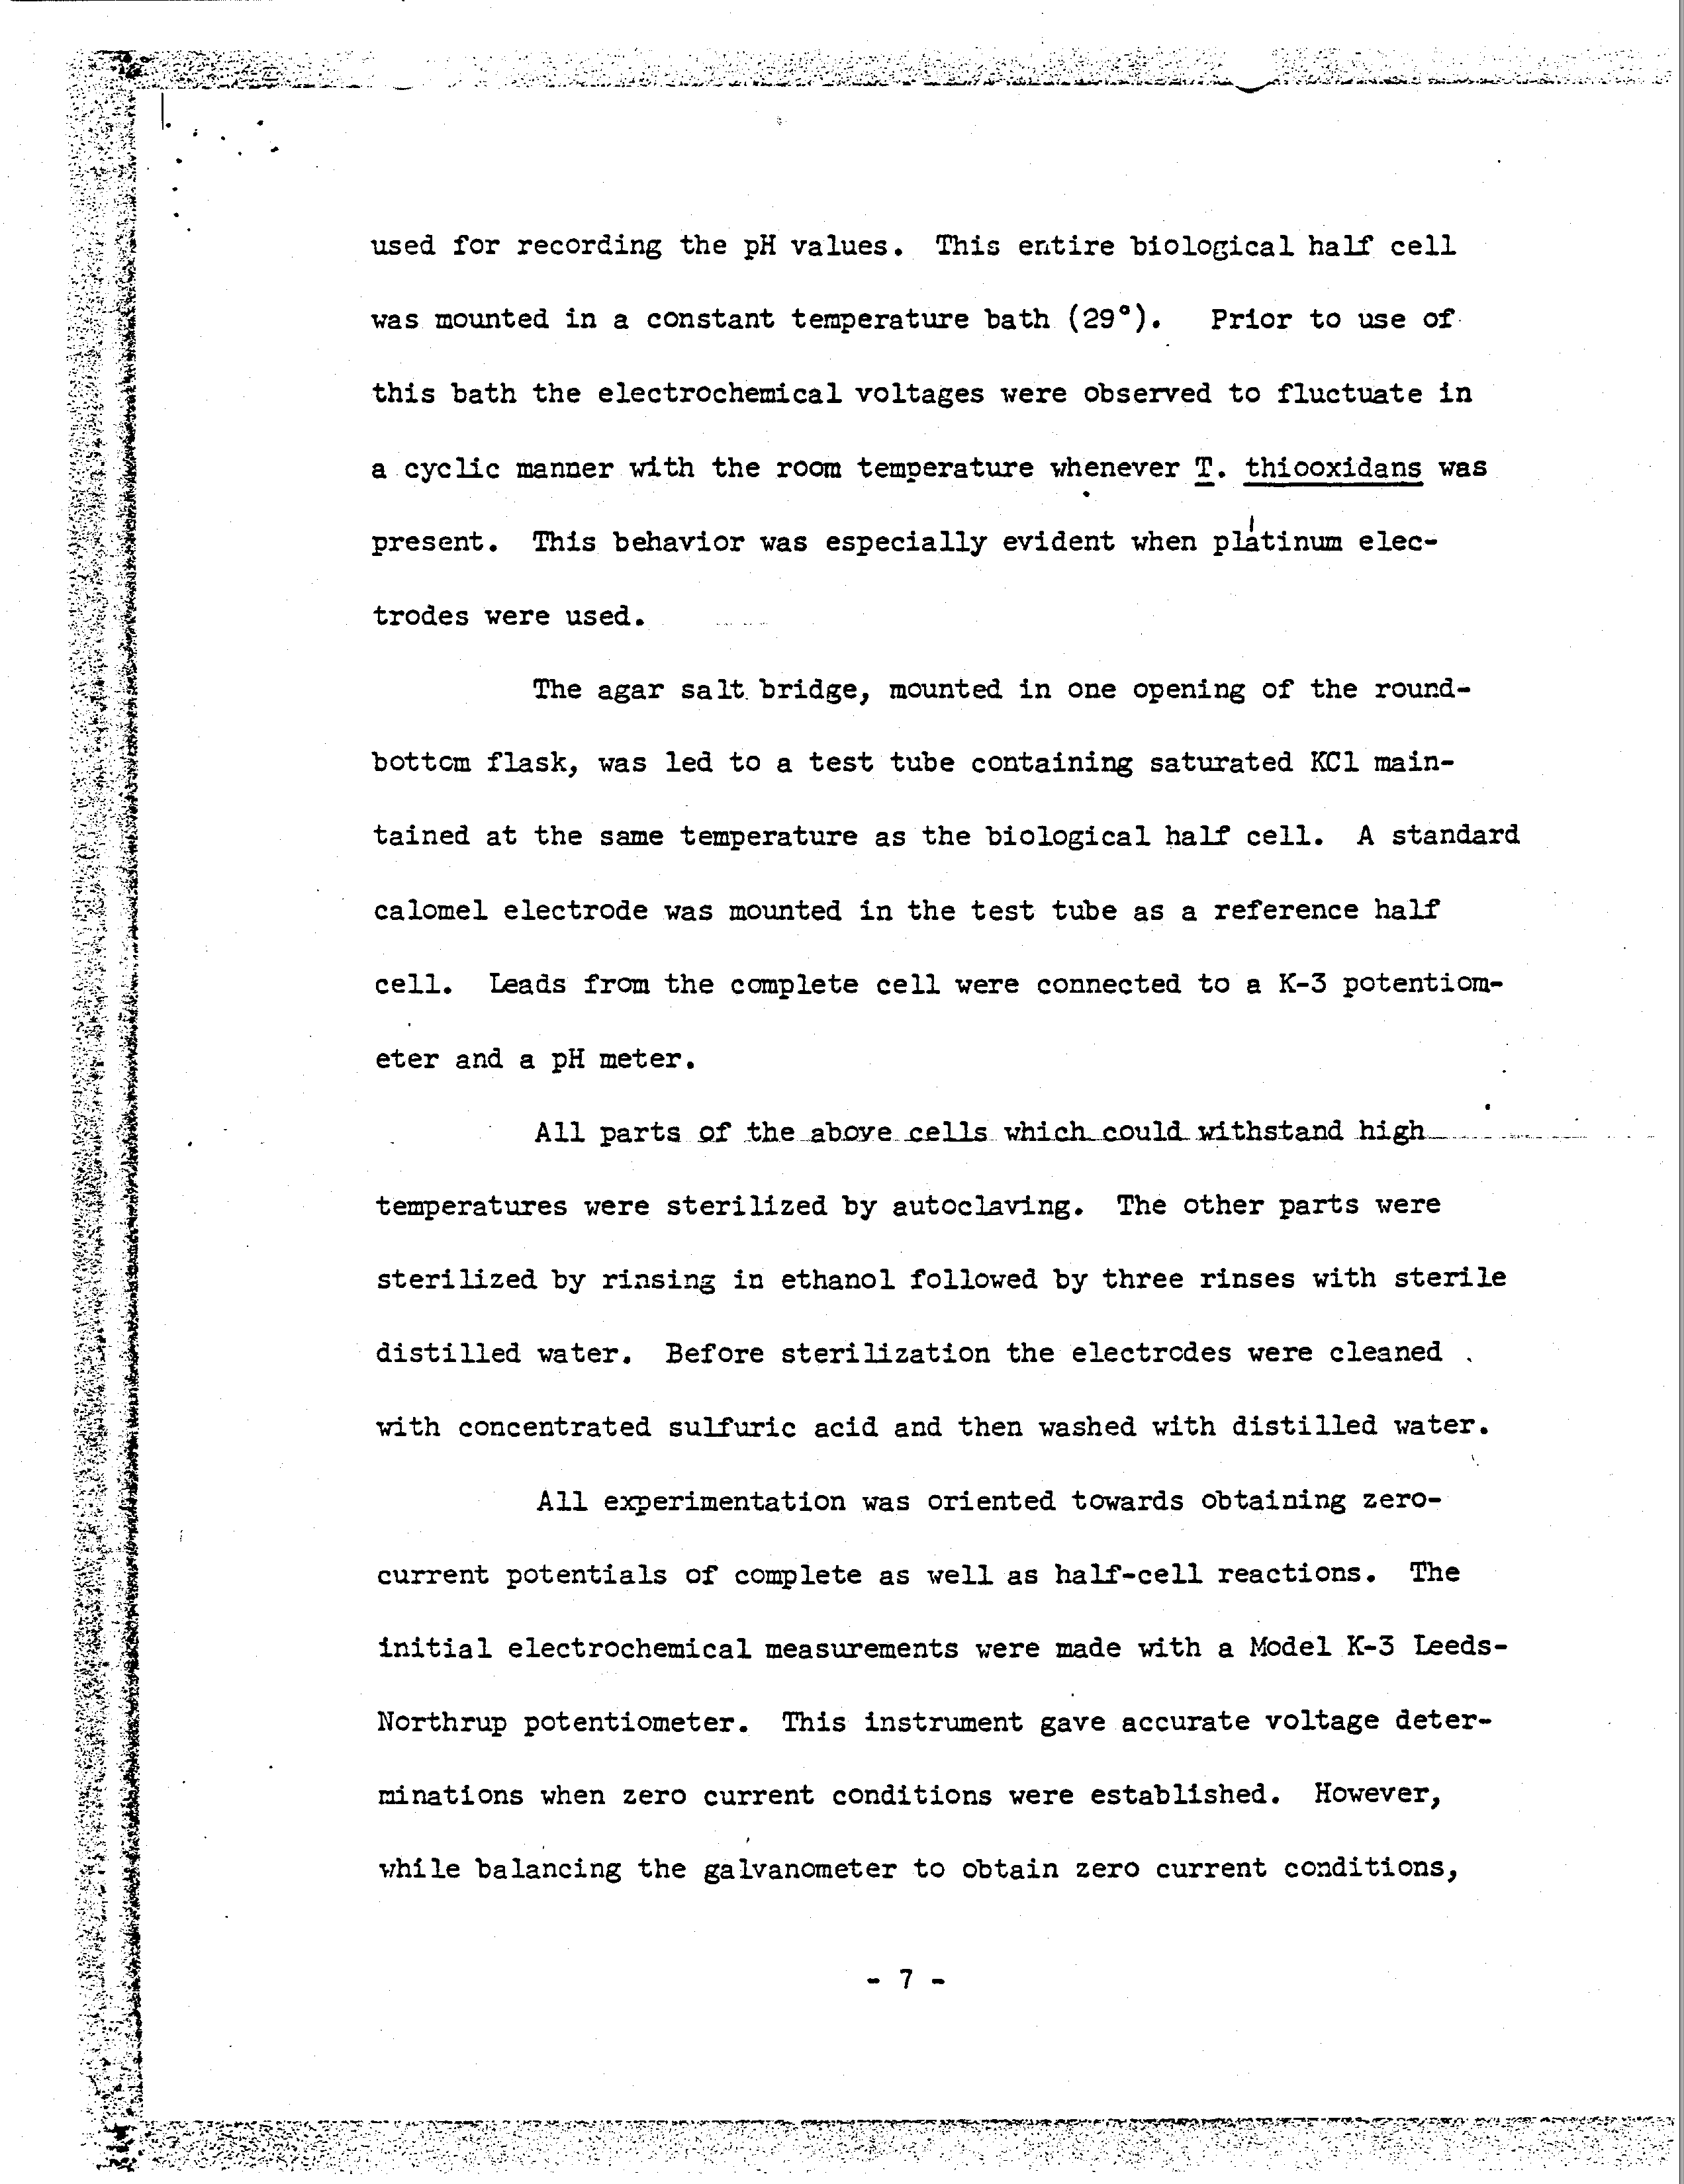 used for recording the pH values. This entire biological half cell
was mounted in a constant temperature bath (29°). Prior to use of
this bath the electrochemical voltages were observed to fluctuate in
a cyclic manner with the room temperature whenever T. thiooxidans was
present. This behavior was especially evident when platinum elec-
trodes were used.
The agar salt bridge, mounted in one opening of the round-
bottom flask, was led to a test tube containing saturated KCl main-
tained at the same temperature as the biological half cell. A standard
calomel electrode was mounted in the test tube as a reference half
cell. Leads from the complete cell were connected to a K-3 potentiom-
eter and a pH meter.
All parts of the above cells which could withstand high
temperatures were sterilized by autoclaving. The other parts were
sterilized by rinsing in ethanol followed by three rinses with sterile
distilled water. Before sterilization the electrodes were cleaned
with concentrated sulfuric acid and then washed with distilled water.
All experimentation was oriented towards obtaining zero-
current potentials of complete as well as half-cell reactions. The
initial electrochemical measurements were made with a Model K-3 Leeds-
Northrup potentiometer. This instrument gave accurate voltage deter-
minations when zero current conditions were established. However,
while balancing the galvanometer to obtain zero current conditions,
- 7 -